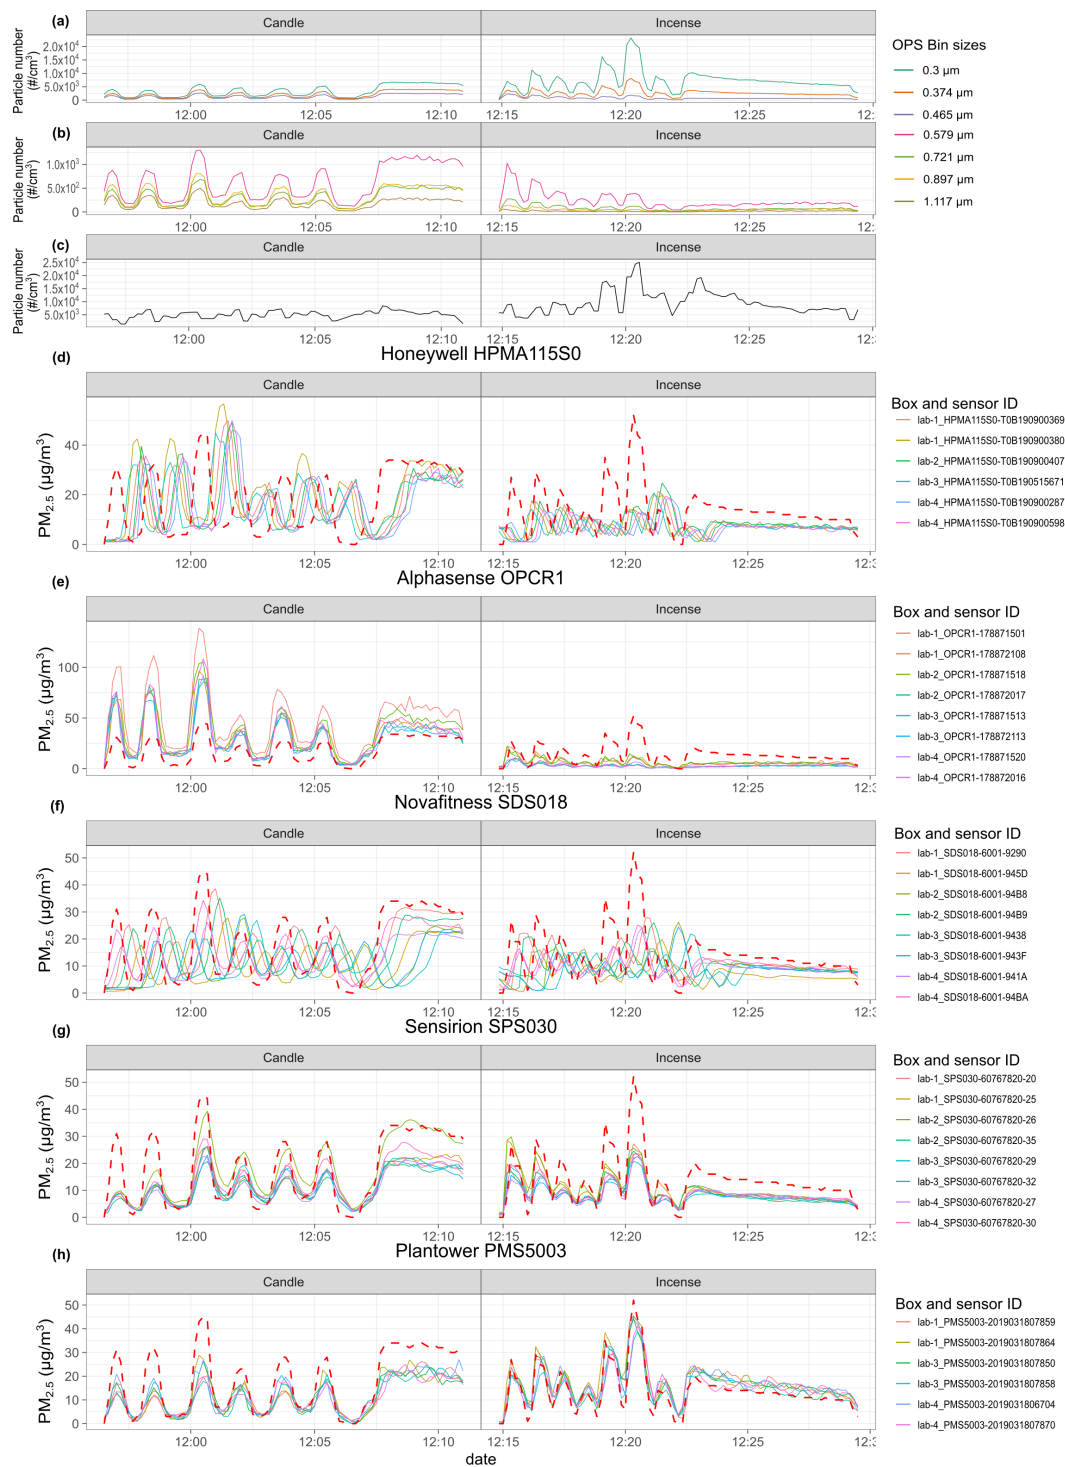 (a)
Candle
Incense
Particle number
(#/cm³)
2.0x10⁴
1.5x10⁴
1.0x10⁴
5.0x10³
0
12:00
12:05
12:10
12:15
12:20
12:25
12:
OPS Bin sizes
0.3 µm
0.374 µm
0.465 µm
0.579 µm
0.721 µm
0.897 µm
1.117 µm
(b)
Candle
Incense
Particle number
(#/cm³)
1.0x10³
5.0x10²
0
12:00
12:05
12:10
12:15
12:20
12:25
12:
(c)
Candle
Incense
Particle number
(#/cm³)
2.5x10⁴
2.0x10⁴
1.5x10⁴
1.0x10⁴
5.0x10³
12:00
12:05
12:10
12:15
12:20
12:25
12:3
(d)
Honeywell HPMA115S0
Candle
Incense
PM2.5 (µg/m³)
40
20
0
12:00
12:05
12:10
12:15
12:20
12:25
12:3
Box and sensor ID
lab-1_HPMA115S0-T0B190900369
lab-1_HPMA115S0-T0B190900380
lab-2_HPMA115S0-T0B190900407
lab-3_HPMA115S0-T0B190515671
lab-4_HPMA115S0-T0B190900287
lab-4_HPMA115S0-T0B190900598
(e)
Alphasense OPCR1
Candle
Incense
PM2.5 (µg/m³)
100
50
0
12:00
12:05
12:10
12:15
12:20
12:25
12:3
Box and sensor ID
lab-1_OPCR1-178871501
lab-1_OPCR1-178872108
lab-2_OPCR1-178871518
lab-2_OPCR1-178872017
lab-3_OPCR1-178871513
lab-3_OPCR1-178872113
lab-4_OPCR1-178871520
lab-4_OPCR1-178872016
(f)
Novafitness SDS018
Candle
Incense
PM2.5 (µg/m³)
50
40
30
20
10
0
12:00
12:05
12:10
12:15
12:20
12:25
12:3
Box and sensor ID
lab-1_SDS018-6001-9290
lab-1_SDS018-6001-945D
lab-2_SDS018-6001-94B8
lab-2_SDS018-6001-94B9
lab-3_SDS018-6001-9438
lab-3_SDS018-6001-943F
lab-4_SDS018-6001-941A
lab-4_SDS018-6001-94BA
(g)
Sensirion SPS030
Candle
Incense
PM2.5 (µg/m³)
50
40
30
20
10
0
12:00
12:05
12:10
12:15
12:20
12:25
12:3
Box and sensor ID
lab-1_SPS030-60767820-20
lab-1_SPS030-60767820-25
lab-2_SPS030-60767820-26
lab-2_SPS030-60767820-35
lab-3_SPS030-60767820-29
lab-3_SPS030-60767820-32
lab-4_SPS030-60767820-27
lab-4_SPS030-60767820-30
(h)
Plantower PMS5003
Candle
Incense
PM2.5 (µg/m³)
50
40
30
20
10
0
12:00
12:05
12:10
12:15
12:20
12:25
12:3
date
Box and sensor ID
lab-1_PMS5003-2019031807859
lab-1_PMS5003-2019031807864
lab-3_PMS5003-2019031807850
lab-3_PMS5003-2019031807858
lab-4_PMS5003-2019031806704
lab-4_PMS5003-2019031807870